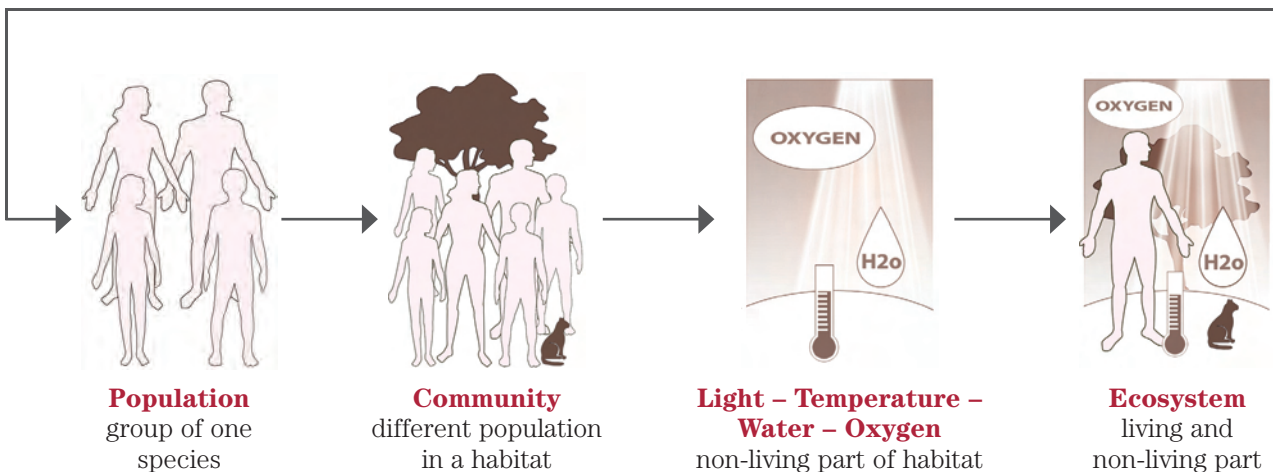 OXYGEN
H2o
OXYGEN
H2o
Population
group of one
species
Community
different population
in a habitat
Light – Temperature –
Water – Oxygen
non-living part of habitat
Ecosystem
living and
non-living part